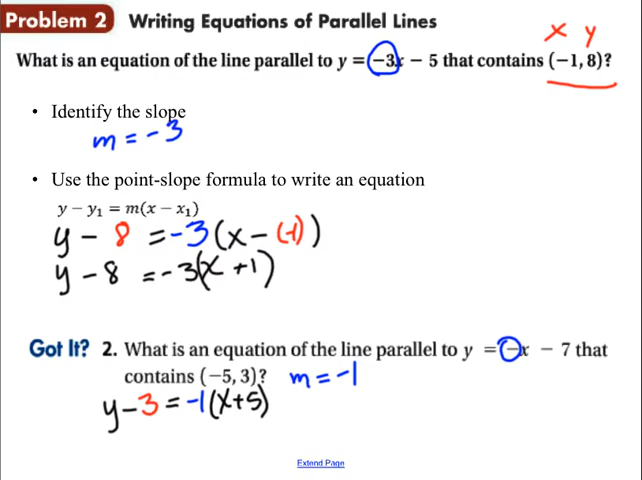 Problem 2 Writing Equations of Parallel Lines
x y
What is an equation of the line parallel to y = −3x − 5 that contains (−1, 8)?
• Identify the slope
m = -3
• Use the point-slope formula to write an equation
y − y₁ = m(x − x₁)
y - 8 = -3(x - (-1))
y - 8 = -3(x + 1)
Got It? 2. What is an equation of the line parallel to y = −x − 7 that
contains (−5, 3)? m = -1
y - 3 = -1(x+5)
Extend Page